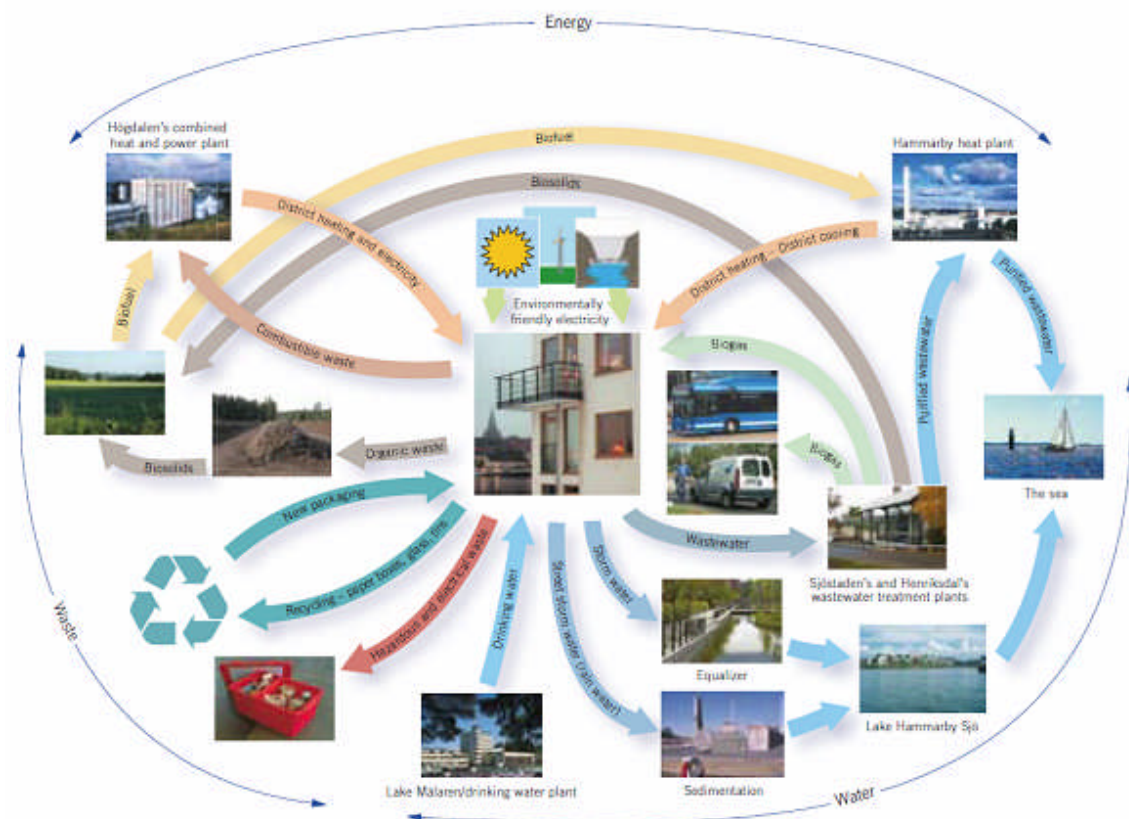 Energy
Högdalen's combined
heat and power plant
Biofuel
Hammarby heat plant
Biosolids
District heating and electricity
District heating - District cooling
Purified wastewater
Environmentally
friendly electricity
Biofuel
Combustible waste
Biogas
Purified wastewater
Biogas
Organic waste
Biosolids
The sea
New packaging
Wastewater
Sjöstaden's and Henriksdal's
wastewater treatment plants
Storm water
Recycling - paper boxes, glass, tins
Hazardous and electrical waste
Drinking water
Street storm water (rain water)
Waste
Equalizer
Lake Hammarby Sjö
Lake Mälaren/drinking water plant
Sedimentation
Water